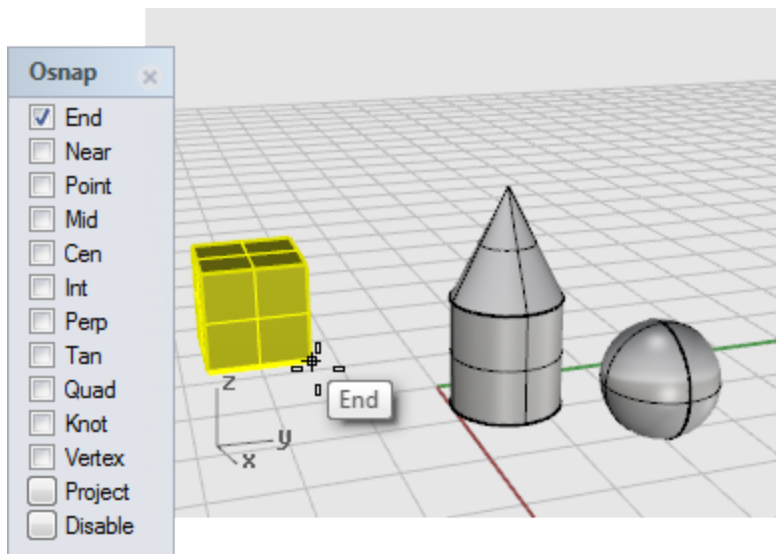 Osnap
End
Near
Point
Mid
Cen
Int
Perp
Tan
Quad
Knot
Vertex
Project
Disable
End
z
y
x